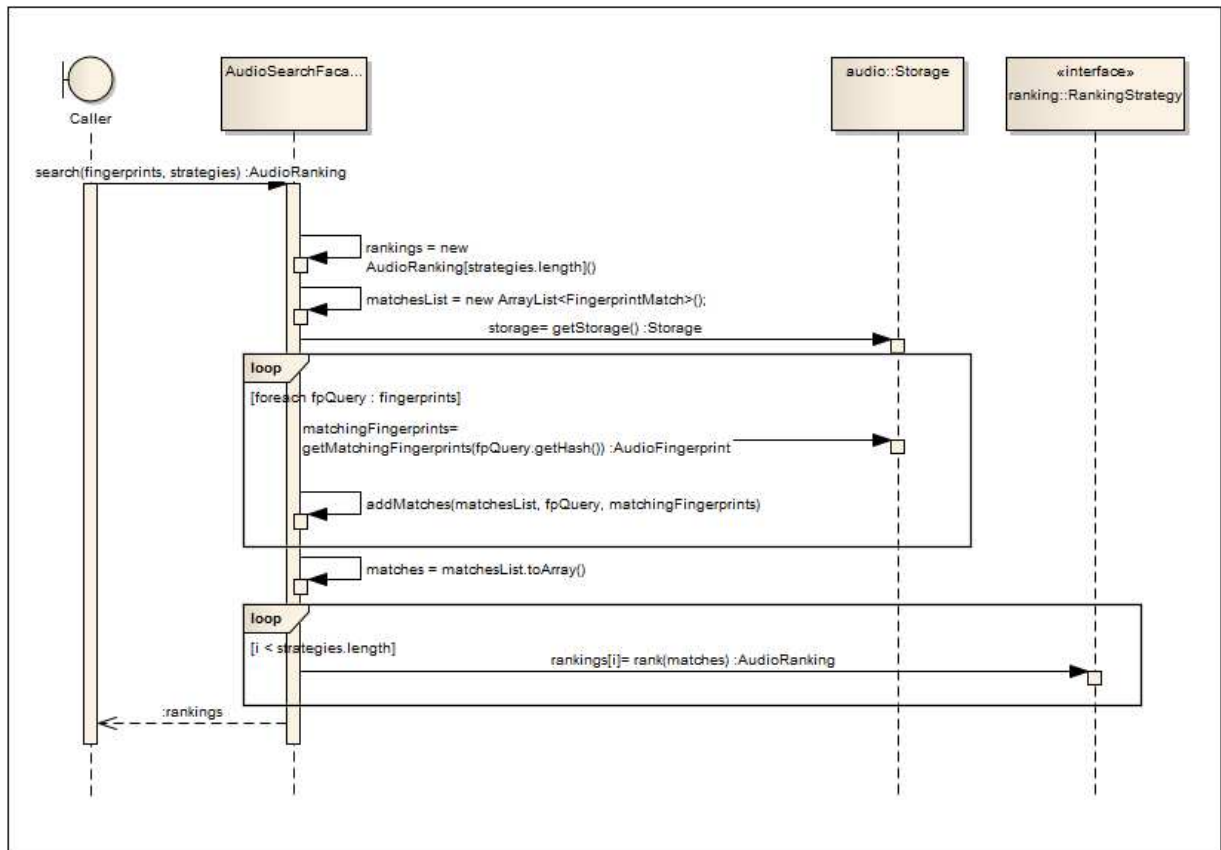 Caller
AudioSearchFaca...
audio::Storage
«interface»
ranking::RankingStrategy
search(fingerprints, strategies) :AudioRanking
rankings = new
AudioRanking[strategies.length]()
matchesList = new ArrayList<FingerprintMatch>();
storage= getStorage() :Storage
loop
[foreach fpQuery : fingerprints]
matchingFingerprints=
getMatchingFingerprints(fpQuery.getHash()) :AudioFingerprint
addMatches(matchesList, fpQuery, matchingFingerprints)
matches = matchesList.toArray()
loop
[i < strategies.length]
rankings[i]= rank(matches) :AudioRanking
:rankings